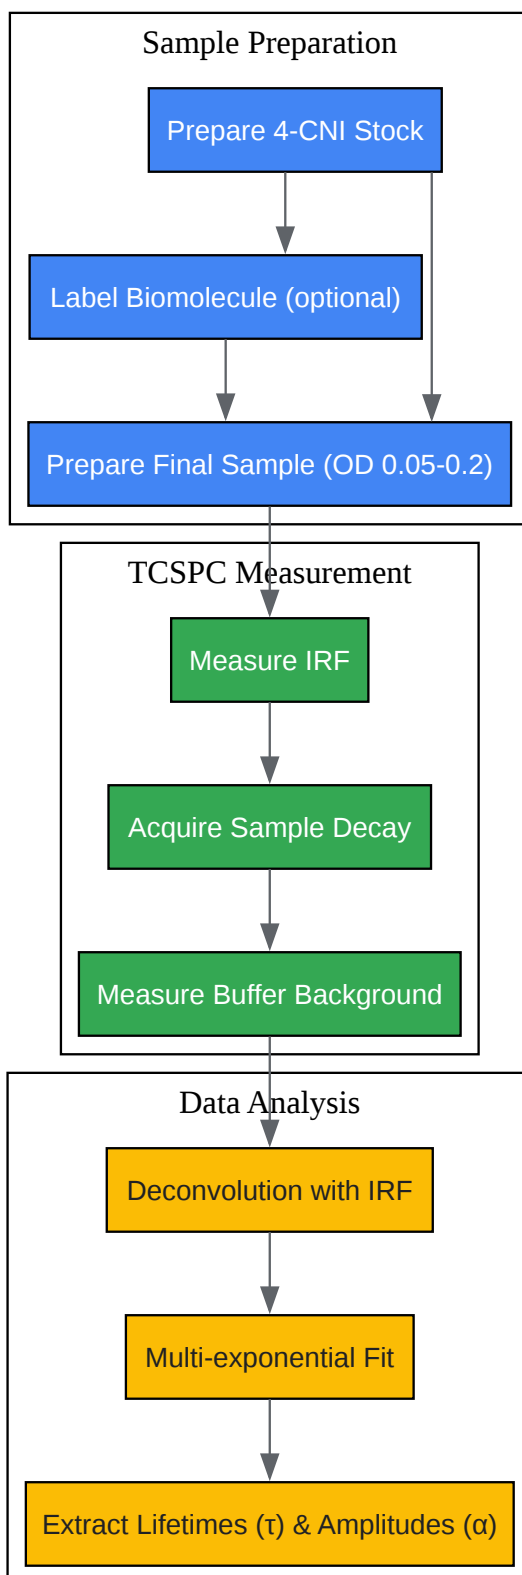 Sample Preparation
Prepare 4-CNI Stock
Label Biomolecule (optional)
Prepare Final Sample (OD 0.05-0.2)
TCSPC Measurement
Measure IRF
Acquire Sample Decay
Measure Buffer Background
Data Analysis
Deconvolution with IRF
Multi-exponential Fit
Extract Lifetimes (τ) & Amplitudes (α)